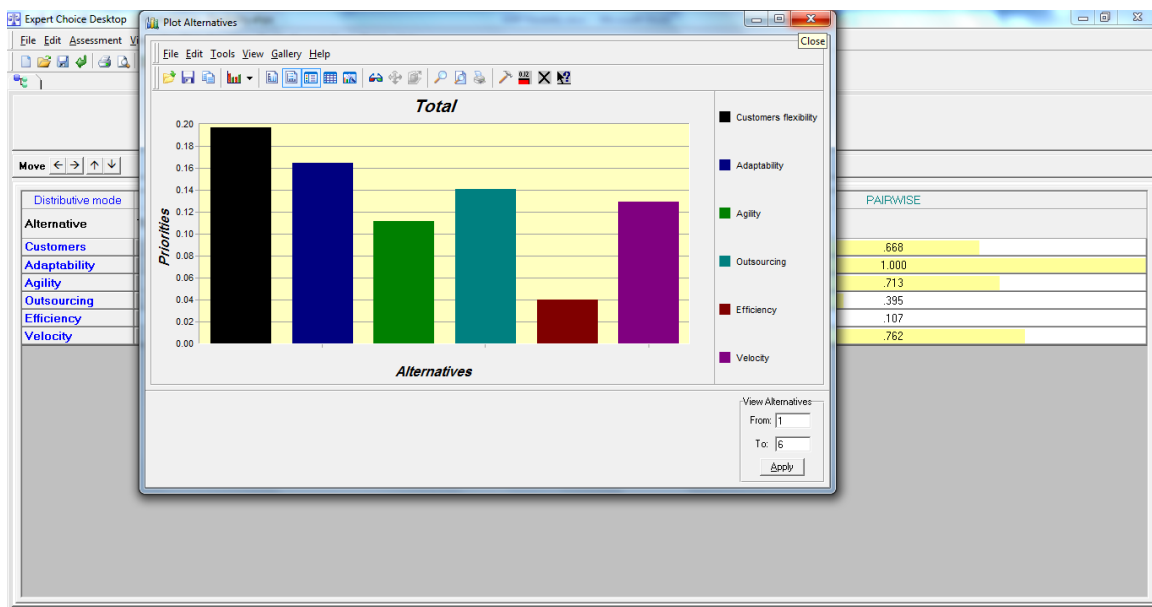 Expert Choice Desktop
Plot Alternatives
Close
File Edit Assessment
File Edit Tools View Gallery Help
Total
0.20
0.18
0.16
0.14
0.12
0.10
0.08
0.06
0.04
0.02
0.00
Priorities
Alternatives
Customers flexibility
Adaptability
Agility
Outsourcing
Efficiency
Velocity
View Alternatives
From: 1
To: 6
Apply
Move
Distributive mode PAIRWISE
Alternative
Customers .668
Adaptability 1.000
Agility .713
Outsourcing .395
Efficiency .107
Velocity .762